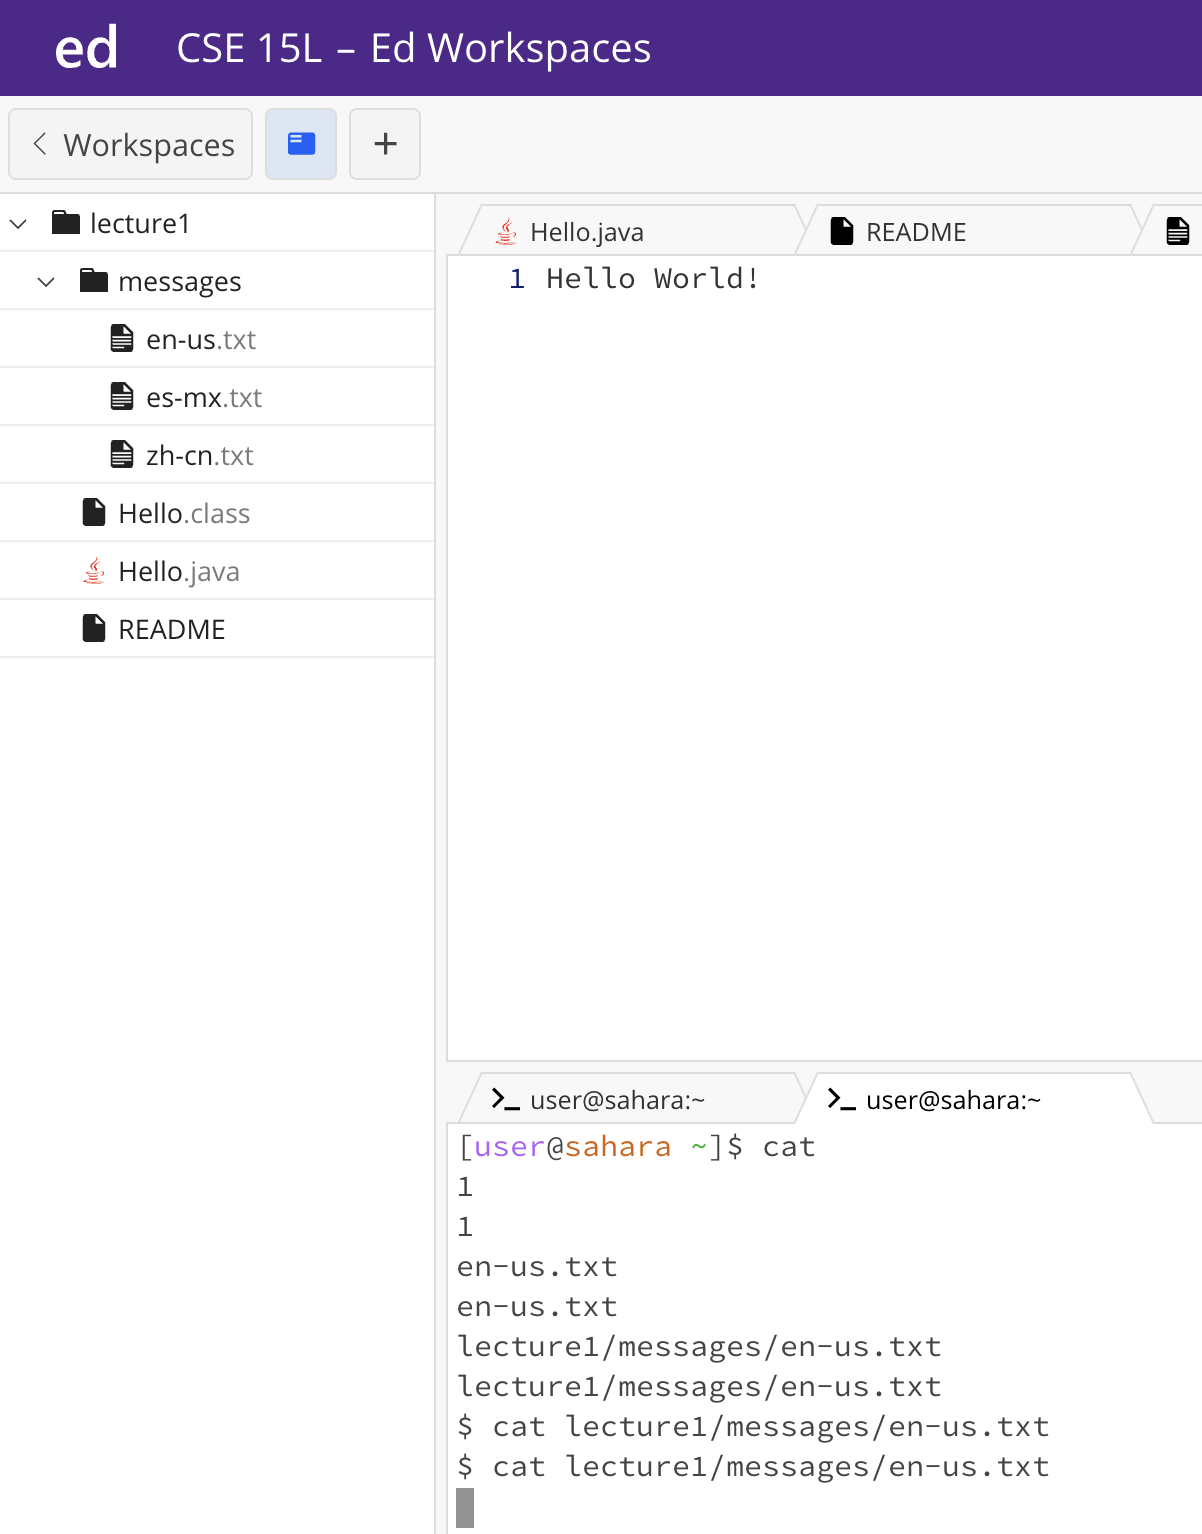 ed CSE 15L – Ed Workspaces
Workspaces +
lecture1
messages
en-us.txt
es-mx.txt
zh-cn.txt
Hello.class
Hello.java
README
Hello.java README
1 Hello World!
user@sahara:~ user@sahara:~
[user@sahara ~]$ cat
1
1
en-us.txt
en-us.txt
lecture1/messages/en-us.txt
lecture1/messages/en-us.txt
$ cat lecture1/messages/en-us.txt
$ cat lecture1/messages/en-us.txt